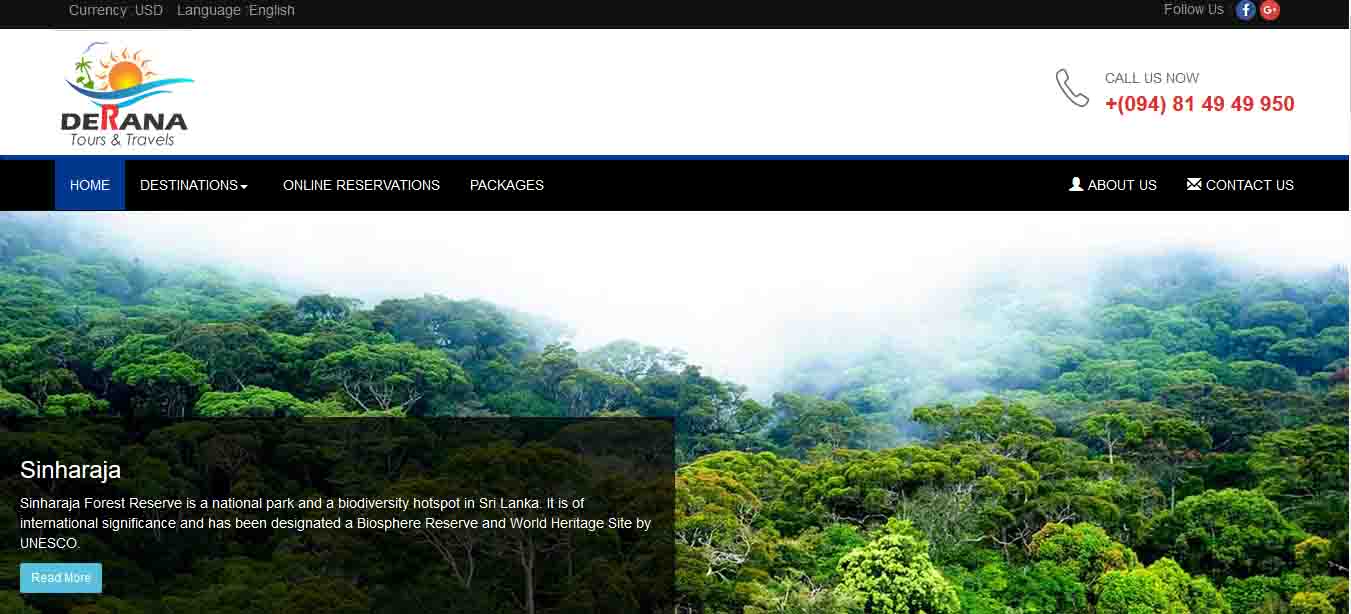 Currency :USD Language :English
Follow Us :
DERANA
Tours & Travels
CALL US NOW
+(094) 81 49 49 950
HOME DESTINATIONS ONLINE RESERVATIONS PACKAGES ABOUT US CONTACT US
Sinharaja
Sinharaja Forest Reserve is a national park and a biodiversity hotspot in Sri Lanka. It is of
international significance and has been designated a Biosphere Reserve and World Heritage Site by
UNESCO.
Read More